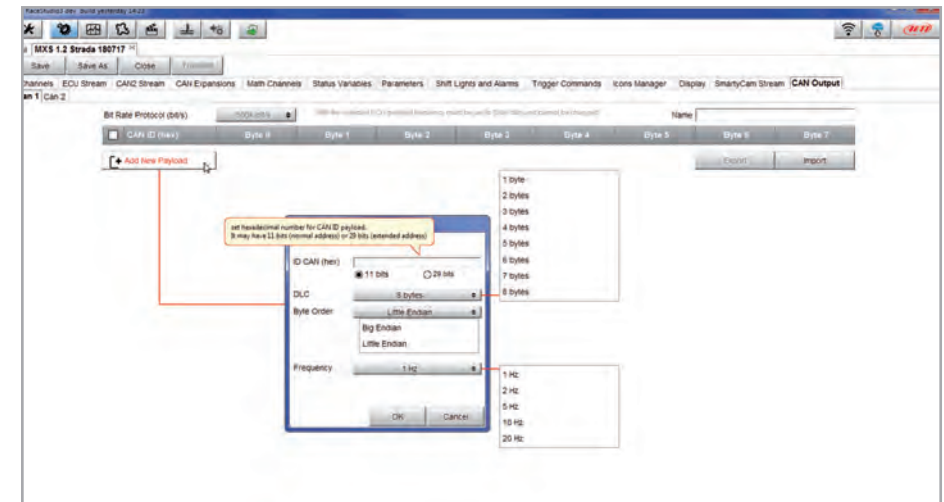 RaceStudio3 dev build yesterday 14:23
MXS 1.2 Strada 180717
Save Save As Close
Channels ECU Stream CAN2 Stream CAN Expansions Math Channels Status Variables Parameters Shift Lights and Alarms Trigger Commands Icons Manager Display SmartyCam Stream CAN Output
Can 1 Can 2
Bit Rate Protocol (bit/s) Name
CAN ID (hex) Byte 0 Byte 1 Byte 2 Byte 3 Byte 4 Byte 5 Byte 6 Byte 7
Add New Payload Export Import
1 byte
2 bytes
3 bytes
4 bytes
5 bytes
6 bytes
7 bytes
8 bytes
set hexadecimal number for CAN ID payload.
It may have 11 bits (normal address) or 29 bits (extended address)
ID CAN (hex)
11 bits 29 bits
DLC 8 bytes
Byte Order Little Endian
Big Endian
Little Endian
Frequency 1 Hz
OK Cancel
1 Hz
2 Hz
5 Hz
10 Hz
20 Hz